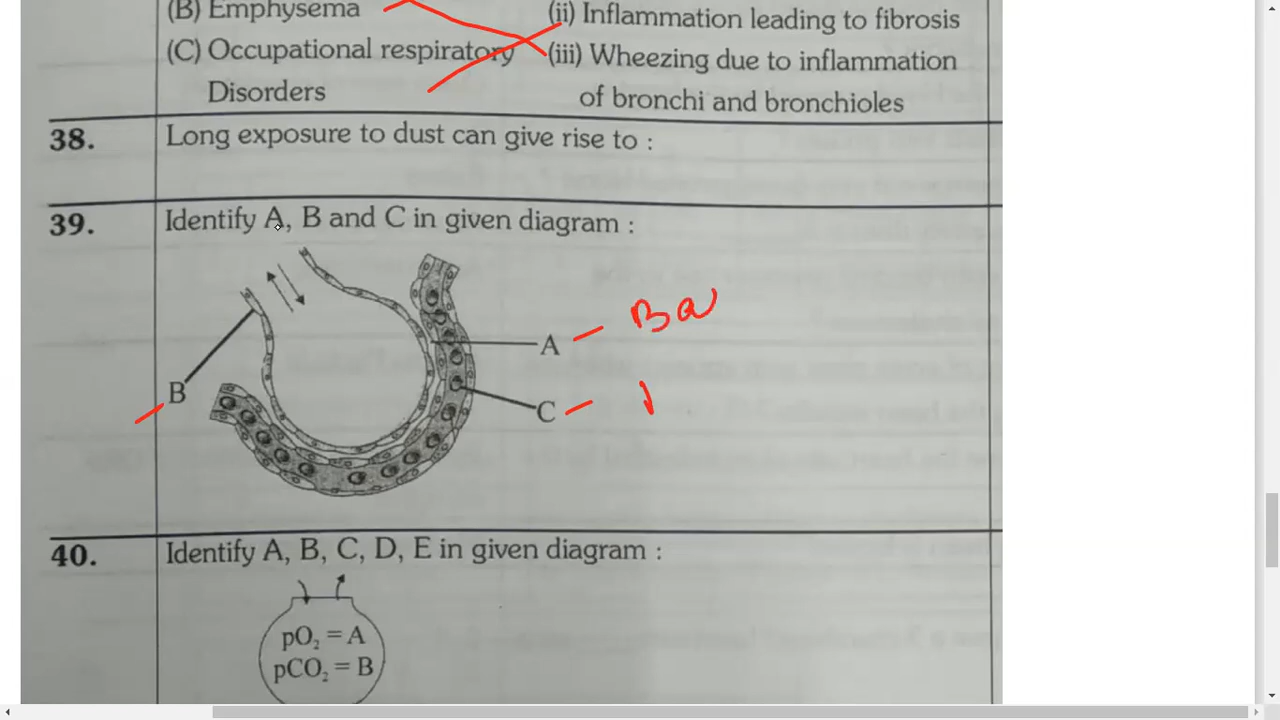 (B) Emphysema
(ii) Inflammation leading to fibrosis
(C) Occupational respiratory
Disorders
(iii) Wheezing due to inflammation
of bronchi and bronchioles
38. Long exposure to dust can give rise to :
39. Identify A, B and C in given diagram :
A - Ba
B -
C -
40. Identify A, B, C, D, E in given diagram :
pO₂ = A
pCO₂ = B